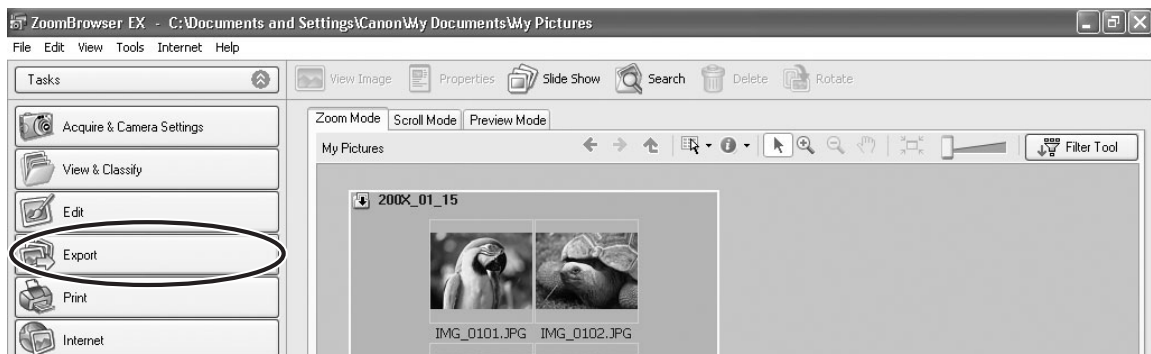 ZoomBrowser EX - C:\Documents and Settings\Canon\My Documents\My Pictures
File Edit View Tools Internet Help
Tasks
View Image Properties Slide Show Search Delete Rotate
Acquire & Camera Settings
View & Classify
Edit
Export
Print
Internet
Zoom Mode Scroll Mode Preview Mode
My Pictures
Filter Tool
200X_01_15
IMG_0101.JPG IMG_0102.JPG